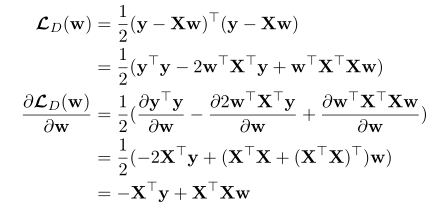 𝓛_D(𝐰) = 1/2 (𝐲 − 𝐗𝐰)^⊤(𝐲 − 𝐗𝐰)
= 1/2 (𝐲^⊤𝐲 − 2𝐰^⊤𝐗^⊤𝐲 + 𝐰^⊤𝐗^⊤𝐗𝐰)
∂𝓛_D(𝐰)/∂𝐰 = 1/2 (∂𝐲^⊤𝐲/∂𝐰 − ∂2𝐰^⊤𝐗^⊤𝐲/∂𝐰 + ∂𝐰^⊤𝐗^⊤𝐗𝐰/∂𝐰)
= 1/2 (−2𝐗^⊤𝐲 + (𝐗^⊤𝐗 + (𝐗^⊤𝐗)^⊤)𝐰)
= −𝐗^⊤𝐲 + 𝐗^⊤𝐗𝐰